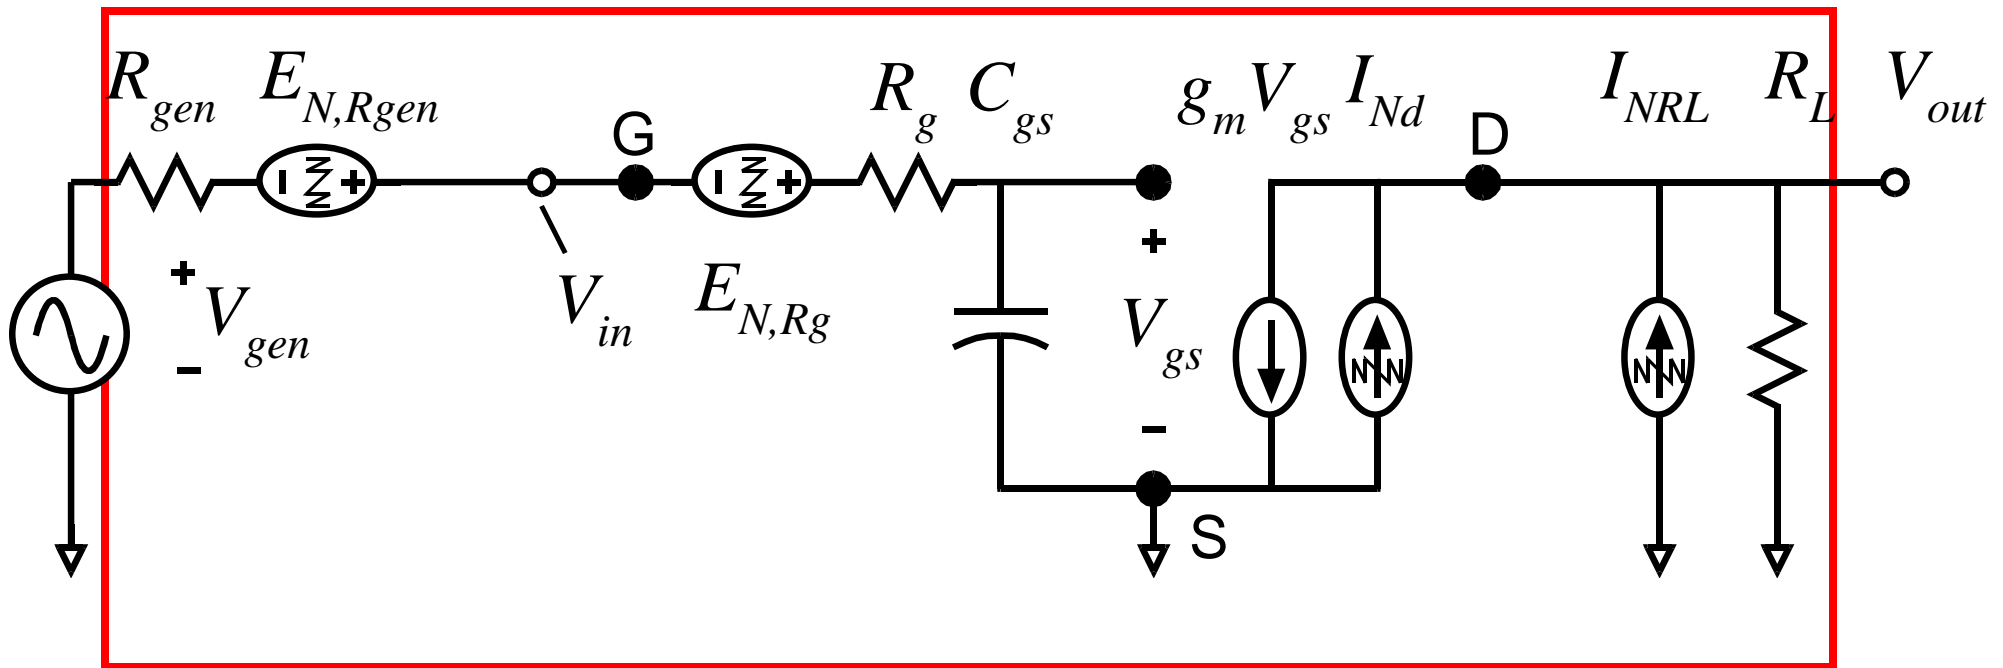 R_gen E_N,Rgen R_g C_gs g_m V_gs I_Nd I_NRL R_L V_out
G D
- N + - N +
+ +
V_gen V_in E_N,Rg V_gs
N N N N
- -
S